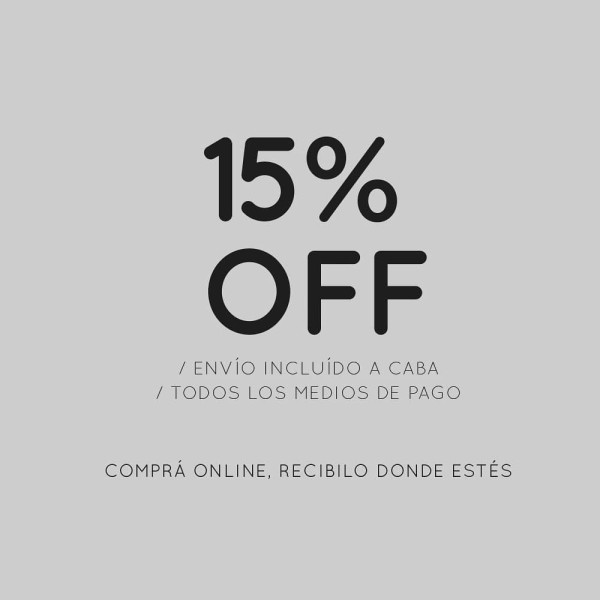 15%
OFF
/ ENVÍO INCLUÍDO A CABA
/ TODOS LOS MEDIOS DE PAGO
COMPRÁ ONLINE, RECIBILO DONDE ESTÉS